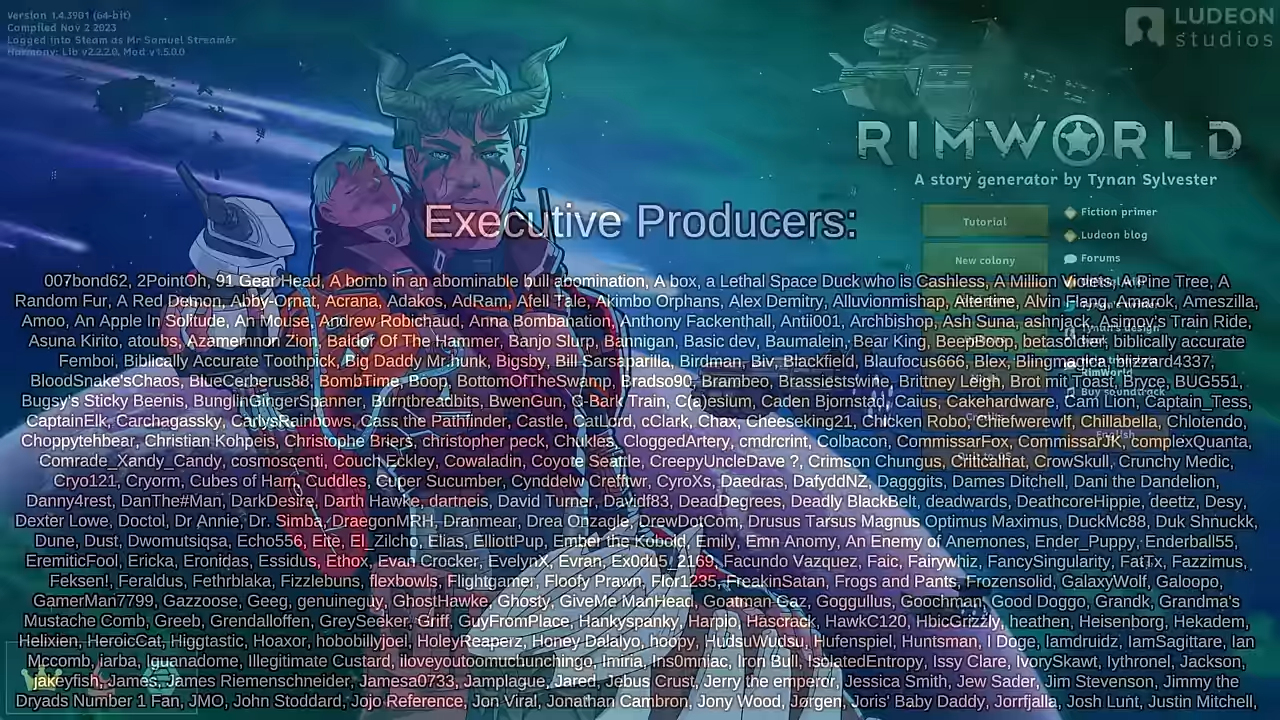 Version 1.4.3901 (64-bit)
Compiled Nov 2 2023
Logged into Steam as Mr Samuel Streamer
Harmony: Lib v2.2.2.0, Mod v1.5.0.0
LUDEON
studios
RIMWORLD
A story generator by Tynan Sylvester
Tutorial
New colony
Fiction primer
Ludeon blog
Forums
Buy soundtrack
Executive Producers:
007bond62, 2PointOh, 91 Gear Head, A bomb in an abominable bull abomination, A box, a Lethal Space Duck who is Cashless, A Million Violets, A Pine Tree, A
Random Fur, A Red Demon, Abby-Ornat, Acrana, Adakos, AdRam, Afell Tale, Akimbo Orphans, Alex Demitry, Alluvionmishap, Altertine, Alvin Flang, Amarok, Ameszilla,
Amoo, An Apple In Solitude, An Mouse, Andrew Robichaud, Anna Bombanation, Anthony Fackenthall, Antii001, Archbishop, Ash Suna, ashnjack, Asimov's Train Ride,
Asuna Kirito, atoubs, Azamemnon Zion, Baldor Of The Hammer, Banjo Slurp, Bannigan, Basic dev, Baumalein, Bear King, BeepBoop, betasoldier, biblically accurate
Femboi, Biblically Accurate Toothpick, Big Daddy Mr.hunk, Bigsby, Bill Sarsparilla, Birdman, Biv, Blackfield, Blaufocus666, Blex, Blingmagica, blizzard4337,
BloodSnake'sChaos, BlueCerberus88, BombTime, Boop, BottomOfTheSwamp, Bradso90, Brambeo, Brassiestswine, Brittney Leigh, Brot mit Toast, Bryce, BUG551,
Bugsy's Sticky Beenis, BunglinGingerSpanner, Burntbreadbits, BwenGun, C-Bark Train, C(a)esium, Caden Bjornstad, Caius, Cakehardware, Cam Lion, Captain_Tess,
CaptainElk, Carchagassky, CarlysRainbows, Cass the Pathfinder, Castle, CatLord, cClark, Chax, Cheeseking21, Chicken Robo, Chiefwerewlf, Chillabella, Chlotendo,
Choppytehbear, Christian Kohpeis, Christophe Briers, christopher peck, Chukles, CloggedArtery, cmdrcrint, Colbacon, CommissarFox, CommissarJk, complexQuanta,
Comrade_Xandy_Candy, cosmoscenti, Couch Eckley, Cowaladin, Coyote Seattle, CreepyUncleDave ?, Crimson Chungus, Criticalhat, CrowSkull, Crunchy Medic,
Cryo121, Cryorm, Cubes of Ham, Cuddles, Cuper Sucumber, Cynddelw Crefftwr, CyroXs, Daedras, DafyddNZ, Dagggits, James Ditchell, Dani the Dandelion,
Danny4rest, DanThe#Man, DarkDesire, Darth Hawke, dartneis, David Turner, Davidf83, DeadDegrees, Deadly BlackBelt, deadwards, DeathcoreHippie, deettz, Desy,
Dexter Lowe, Doctol, Dr Annie, Dr. Simba, DraegonMRH, Dranmear, Drea Onzagle, DrewDotCom, Drusus Tarsus Magnus Optimus Maximus, DuckMc88, Duk Shnuckk,
Dune, Dust, Dwomutsiqsa, Echo556, Eite, El_Zilcho, Elias, ElliottPup, Ember the Kobold, Emily, Emn Anomy, An Enemy of Anemones, Ender_Puppy, Enderball55,
EremiticFool, Ericka, Eronidas, Essidus, Ethox, Evan Crocker, EvelynX, Evran, Ex0du5_2169, Facundo Vazquez, Faic, Fairywhiz, FancySingularity, FatTx, Fazzimus,
Feksen!, Feraldus, Fethrblaka, Fizzlebuns, flexbowls, Flightgamer, Floofy Prawn, Flor1235, FreakinSatan, Frogs and Pants, Frozensolid, GalaxyWolf, Galoopo,
GamerMan7799, Gazzoose, Geeg, genuineguy, GhostHawke, Ghosty, GiveMe ManHead, Goatman Gaz, Goggullus, Goochman, Good Doggo, Grandk, Grandma's
Mustache Comb, Greeb, Grendalloffen, GreySeeker, Griff, GuyFromPlace, Hankyspanky, Harpio, Hascrack, HawkC120, HbicGrizzly, heathen, Heisenborg, Hekadem,
Helixien, HeroicCat, Higgtastic, Hoaxor, hobobillyjoel, HoleyReaperz, Honey Dalalyo, hoopy, HudsuWudsu, Hufenspiel, Huntsman, I Doge, Iamdruidz, IamSagittare, Ian
Mccomb, iarba, Iguanadome, Illegitimate Custard, iloveyoutoomucbunchingo, Imiria, Ins0mniac, Iron Bull, IsolatedEntropy, Issy Clare, IvorySkawt, Iythronel, Jackson,
jakeyfish, Jamas, James Riemenschneider, Jamesa0733, Jamplague, Jared, Jebus Crust, Jerry the emperor, Jessica Smith, Jew Sader, Jim Stevenson, Jimmy the
Dryads Number 1 Fan, JMO, John Stoddard, Jojo Reference, Jon Viral, Jonathan Cambron, Jony Wood, Jørgen, Joris' Baby Daddy, Jorrfjalla, Josh Lunt, Justin Mitchell,